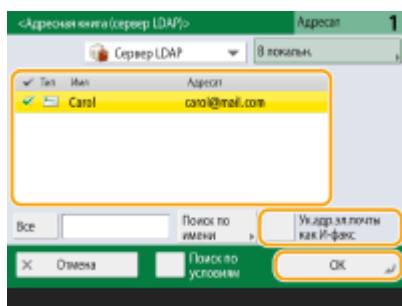 <Адресная книга (сервер LDAP)>
Адресат 1
Сервер LDAP
В локальн.
Тип Имя Адресат
Carol carol@mail.com
Все
Поиск по
имени
Ук.адр.эл.почты
как И-факс
Отмена
Поиск по
условиям
OK